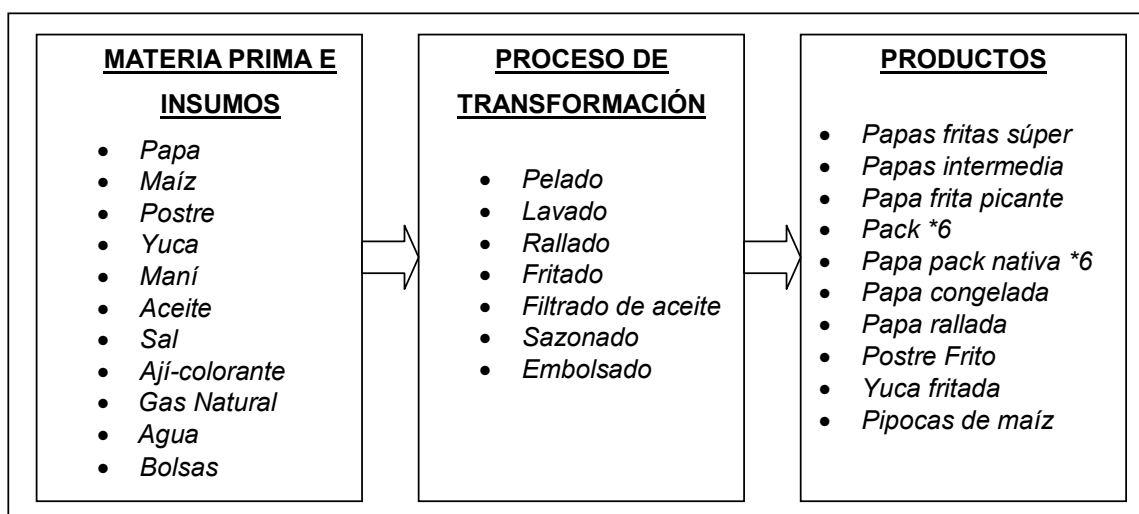 MATERIA PRIMA E
INSUMOS
• Papa
• Maíz
• Postre
• Yuca
• Maní
• Aceite
• Sal
• Ají-colorante
• Gas Natural
• Agua
• Bolsas
PROCESO DE
TRANSFORMACIÓN
• Pelado
• Lavado
• Rallado
• Fritado
• Filtrado de aceite
• Sazonado
• Embolsado
PRODUCTOS
• Papas fritas súper
• Papas intermedia
• Papa frita picante
• Pack *6
• Papa pack nativa *6
• Papa congelada
• Papa rallada
• Postre Frito
• Yuca fritada
• Pipocas de maíz